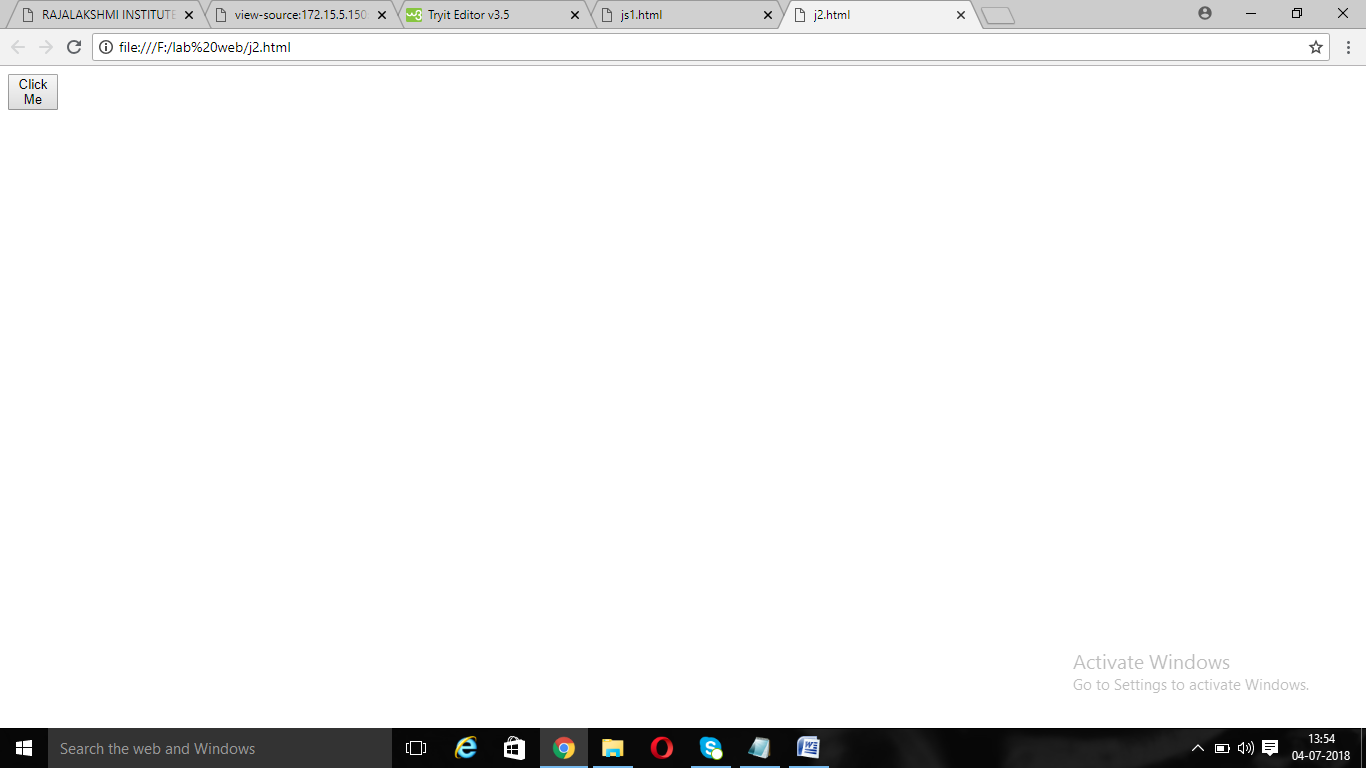 RAJALAKSHMI INSTITUTE
view-source:172.15.5.150
Tryit Editor v3.5
js1.html
j2.html
file:///F:/lab%20web/j2.html
Click
Me
Activate Windows
Go to Settings to activate Windows.
Search the web and Windows
13:54
04-07-2018